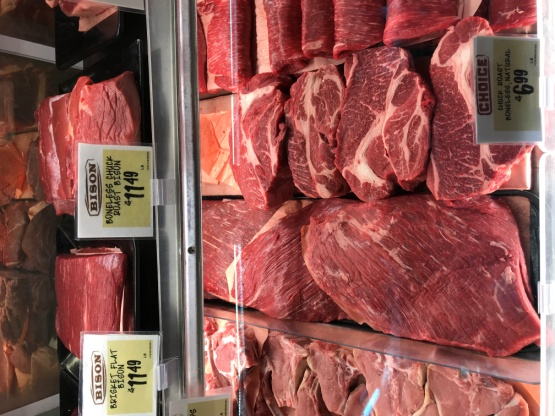 BISON
BONELESS CHUCK
ROAST BISON
$11.49
LB
BISON
BRISKET FLAT
BISON
$11.49
LB
CHOICE
CHUCK ROAST
BONELESS NATURAL
$6.99
LB